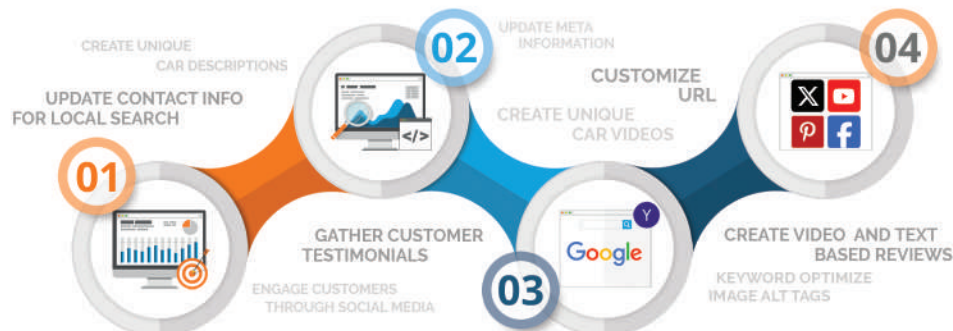 CREATE UNIQUE
CAR DESCRIPTIONS
UPDATE CONTACT INFO
FOR LOCAL SEARCH
01
02
</>
UPDATE META
INFORMATION
CUSTOMIZE
URL
CREATE UNIQUE
CAR VIDEOS
04
X
P
f
GATHER CUSTOMER
TESTIMONIALS
ENGAGE CUSTOMERS
THROUGH SOCIAL MEDIA
03
Y
Google
CREATE VIDEO AND TEXT
BASED REVIEWS
KEYWORD OPTIMIZE
IMAGE ALT TAGS